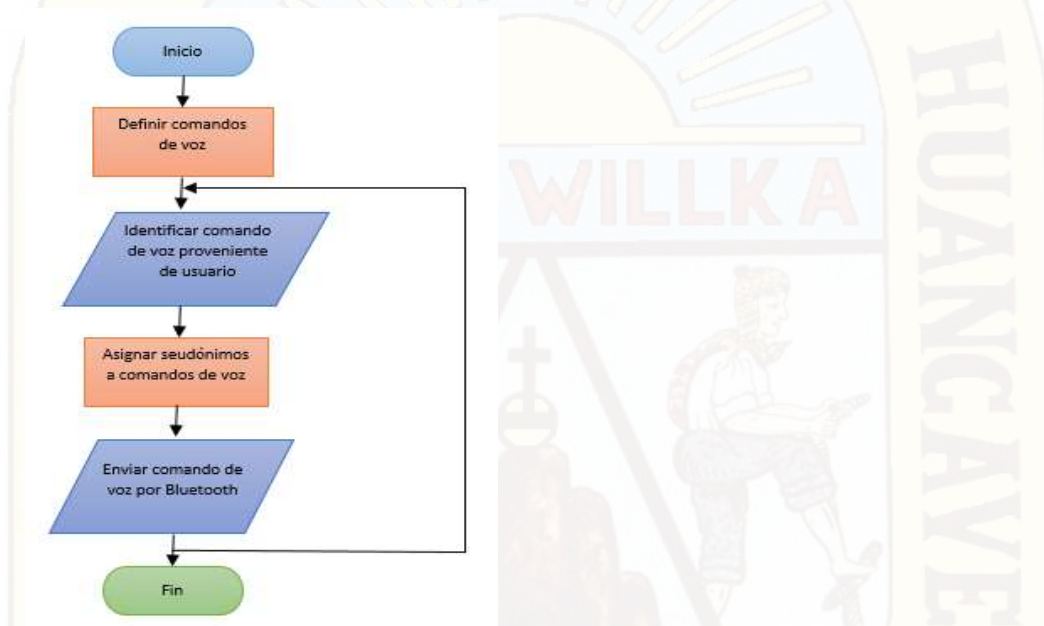 Inicio
Definir comandos
de voz
Identificar comando
de voz proveniente
de usuario
Asignar seudónimos
a comandos de voz
Enviar comando de
voz por Bluetooth
Fin
WILLKA
HUANCAVE